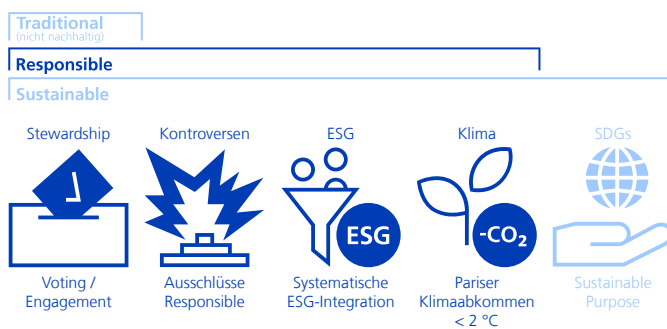 Traditional
(nicht nachhaltig)
Responsible
Sustainable
Stewardship
Kontroversen
ESG
Klima
SDGs
ESG
-CO₂
Voting /
Engagement
Ausschlüsse
Responsible
Systematische
ESG-Integration
Pariser
Klimaabkommen
< 2 °C
Sustainable
Purpose